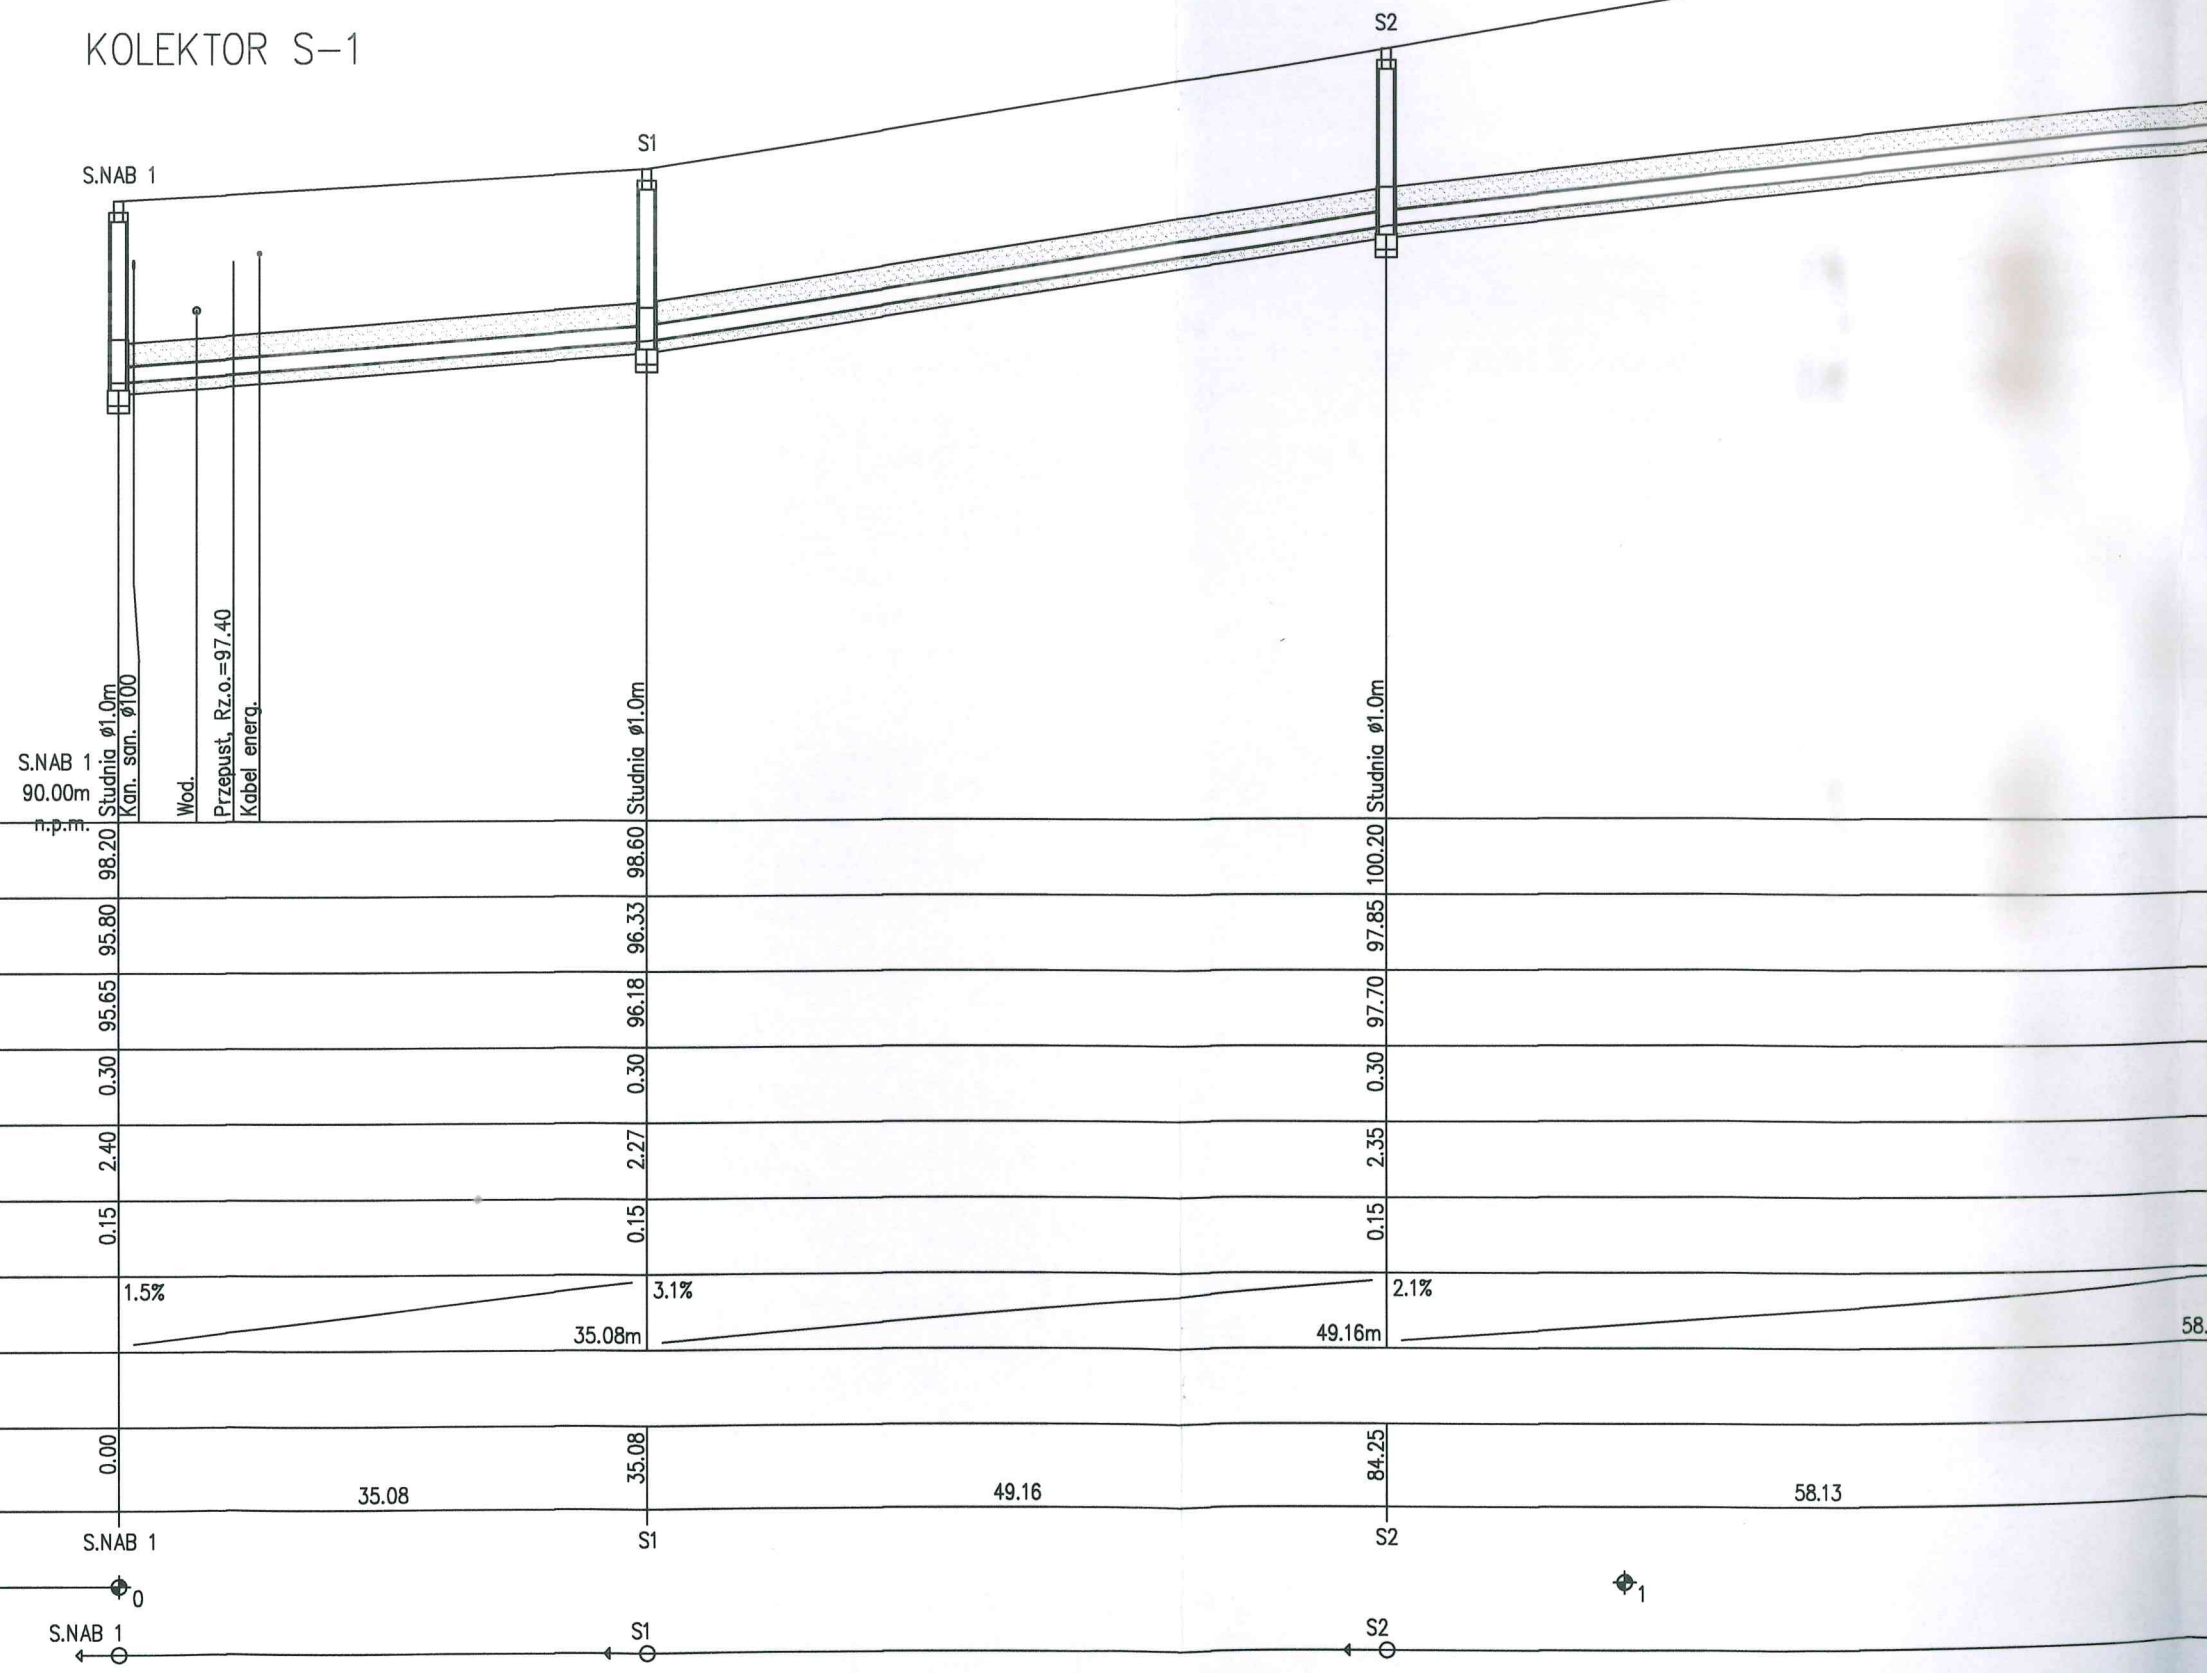 KOLEKTOR S-1
S2
S1
S.NAB 1
S.NAB 1
90.00m
n.p.m.
Studnia ø1.0m
Kan. san. ø100
Wod.
Przepust, Rz.o.=97.40
Kabel energ.
Studnia ø1.0m
Studnia ø1.0m
98.20
98.60
100.20
95.80
96.33
97.85
95.65
96.18
97.70
0.30
0.30
0.30
2.40
2.27
2.35
0.15
0.15
0.15
1.5%
3.1%
2.1%
35.08m
49.16m
58.
0.00
35.08
84.25
35.08
49.16
58.13
S.NAB 1
S1
S2
0
1
S.NAB 1
S1
S2